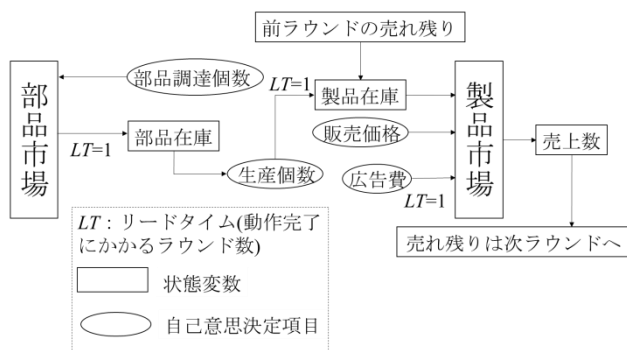 前ラウンドの売れ残り
部品市場
部品調達個数
LT=1
製品在庫
製品市場
LT=1
部品在庫
販売価格
売上数
生産個数
広告費
LT=1
売れ残りは次ラウンドへ
LT：リードタイム(動作完了
にかかるラウンド数)
状態変数
自己意思決定項目